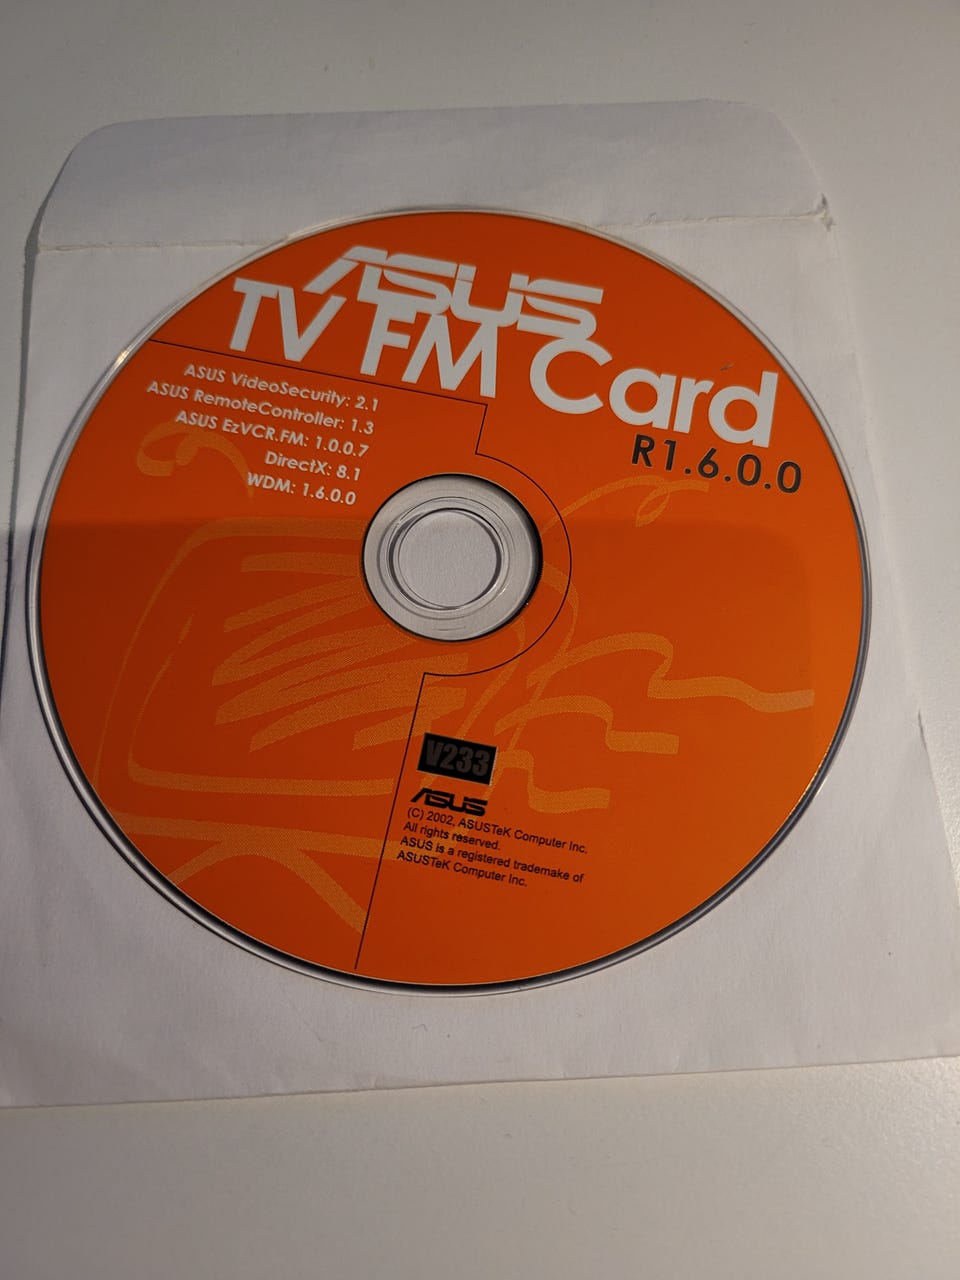 ASUS
TV FM Card
R1.6.0.0
ASUS VideoSecurity: 2.1
ASUS RemoteController: 1.3
ASUS EzVCR.FM: 1.0.0.7
DirectX: 8.1
WDM: 1.6.0.0
V233
ASUS
(C) 2002, ASUSTeK Computer Inc.
All rights reserved.
ASUS is a registered trademake of
ASUSTeK Computer Inc.